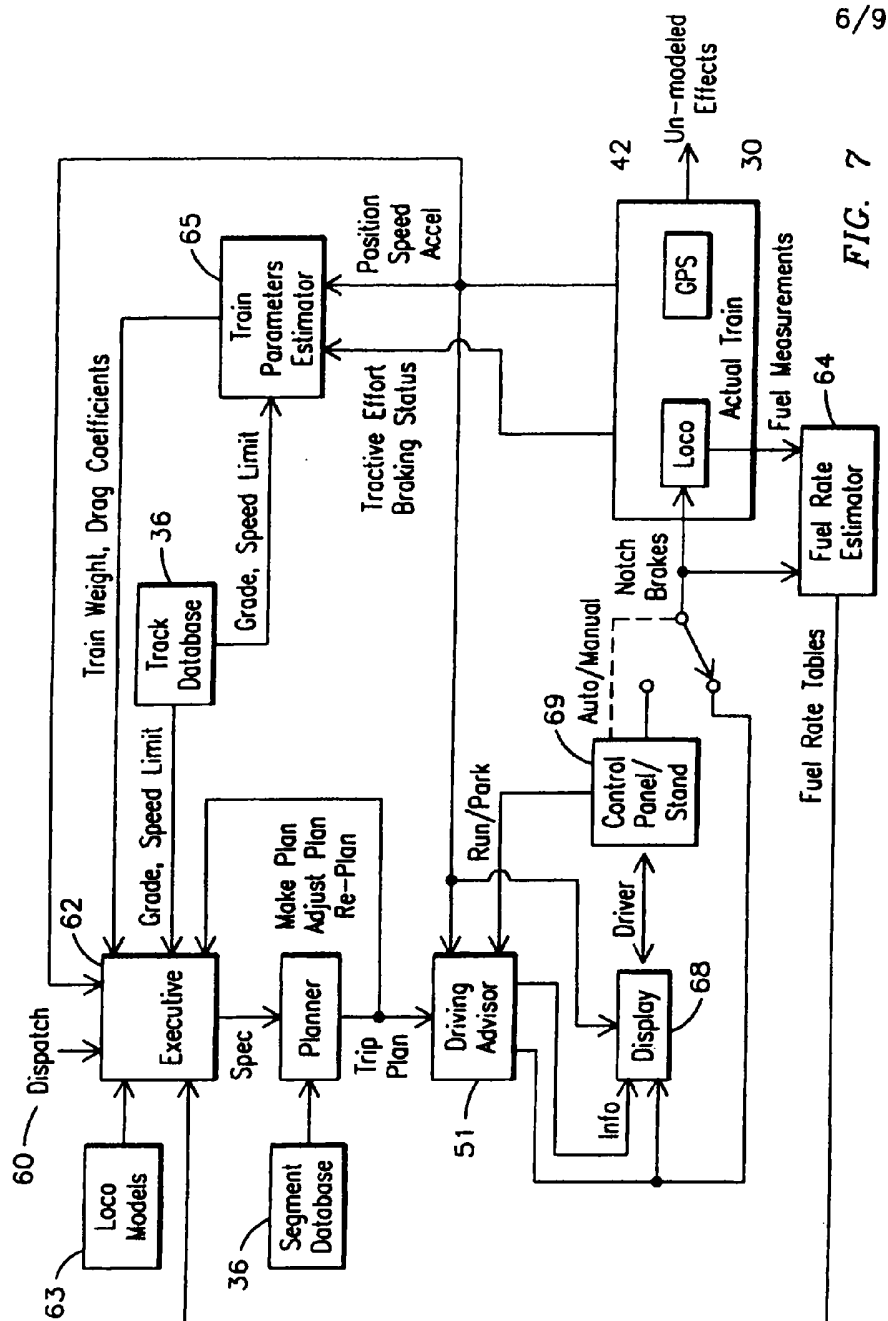 6/9
60
Dispatch
63
Loco
Models
62
Executive
Grade, Speed Limit
Train Weight, Drag Coefficients
36
Track
Database
Grade, Speed Limit
65
Train
Parameters
Estimator
Spec
36
Segment
Database
Planner
Make Plan
Adjust Plan
Re-Plan
Trip
Plan
Tractive Effort
Braking Status
Position
Speed
Accel
Driving
Advisor
51
Run/Park
Info
Display
68
Driver
69
Control
Panel/
Stand
Auto/Manual
Notch
Brakes
Loco
GPS
Actual Train
42
30
Un-modeled
Effects
Fuel Measurements
64
Fuel Rate
Estimator
Fuel Rate Tables
FIG. 7